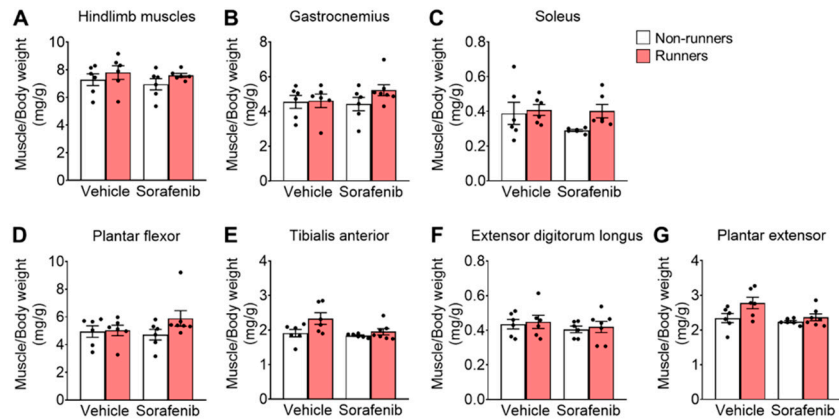 A Hindlimb muscles
Muscle/Body weight
(mg/g)
10
8
6
4
2
0
Vehicle Sorafenib
B Gastrocnemius
Muscle/Body weight
(mg/g)
8
6
4
2
0
Vehicle Sorafenib
C Soleus
Muscle/Body weight
(mg/g)
0.8
0.6
0.4
0.2
0.0
Vehicle Sorafenib
Non-runners
Runners
D Plantar flexor
Muscle/Body weight
(mg/g)
10
8
6
4
2
0
Vehicle Sorafenib
E Tibialis anterior
Muscle/Body weight
(mg/g)
4
3
2
1
0
Vehicle Sorafenib
F Extensor digitorum longus
Muscle/Body weight
(mg/g)
0.8
0.6
0.4
0.2
0.0
Vehicle Sorafenib
G Plantar extensor
Muscle/Body weight
(mg/g)
4
3
2
1
0
Vehicle Sorafenib